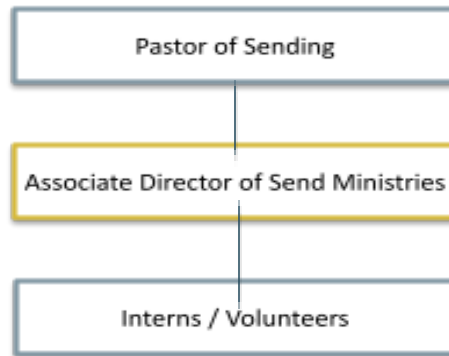 Pastor of Sending
Associate Director of Send Ministries
Interns / Volunteers